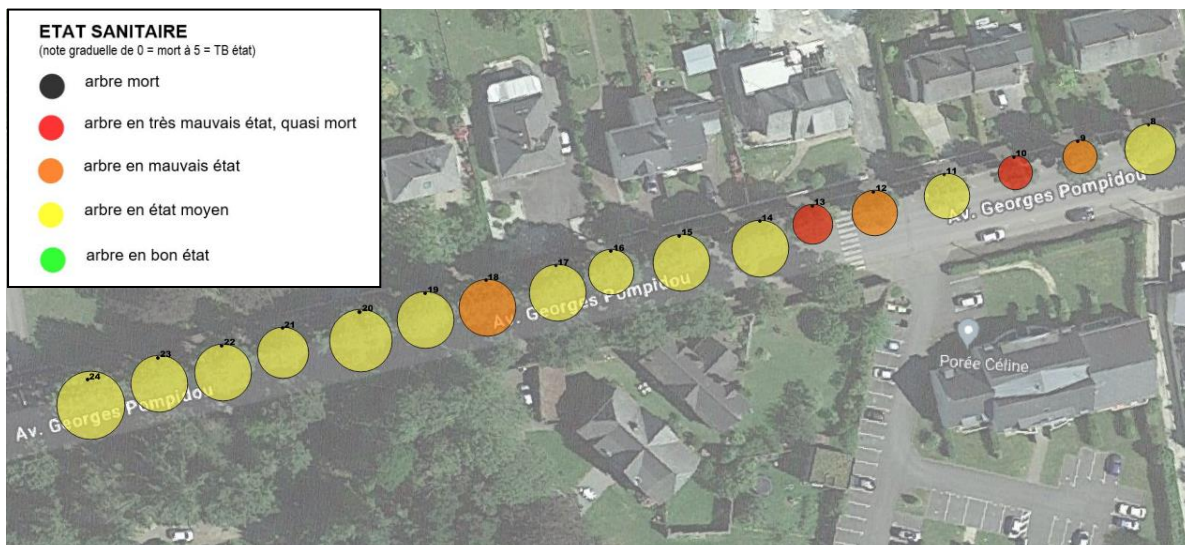 ETAT SANITAIRE
(note graduelle de 0 = mort à 5 = TB état)
arbre mort
arbre en très mauvais état, quasi mort
arbre en mauvais état
arbre en état moyen
arbre en bon état
8
9
10
Av. Georges Pompidou
11
12
13
14
15
16
17
18
Av. Georges Pompidou
19
20
21
22
23
24
Av. Georges Pompidou
Porée Céline